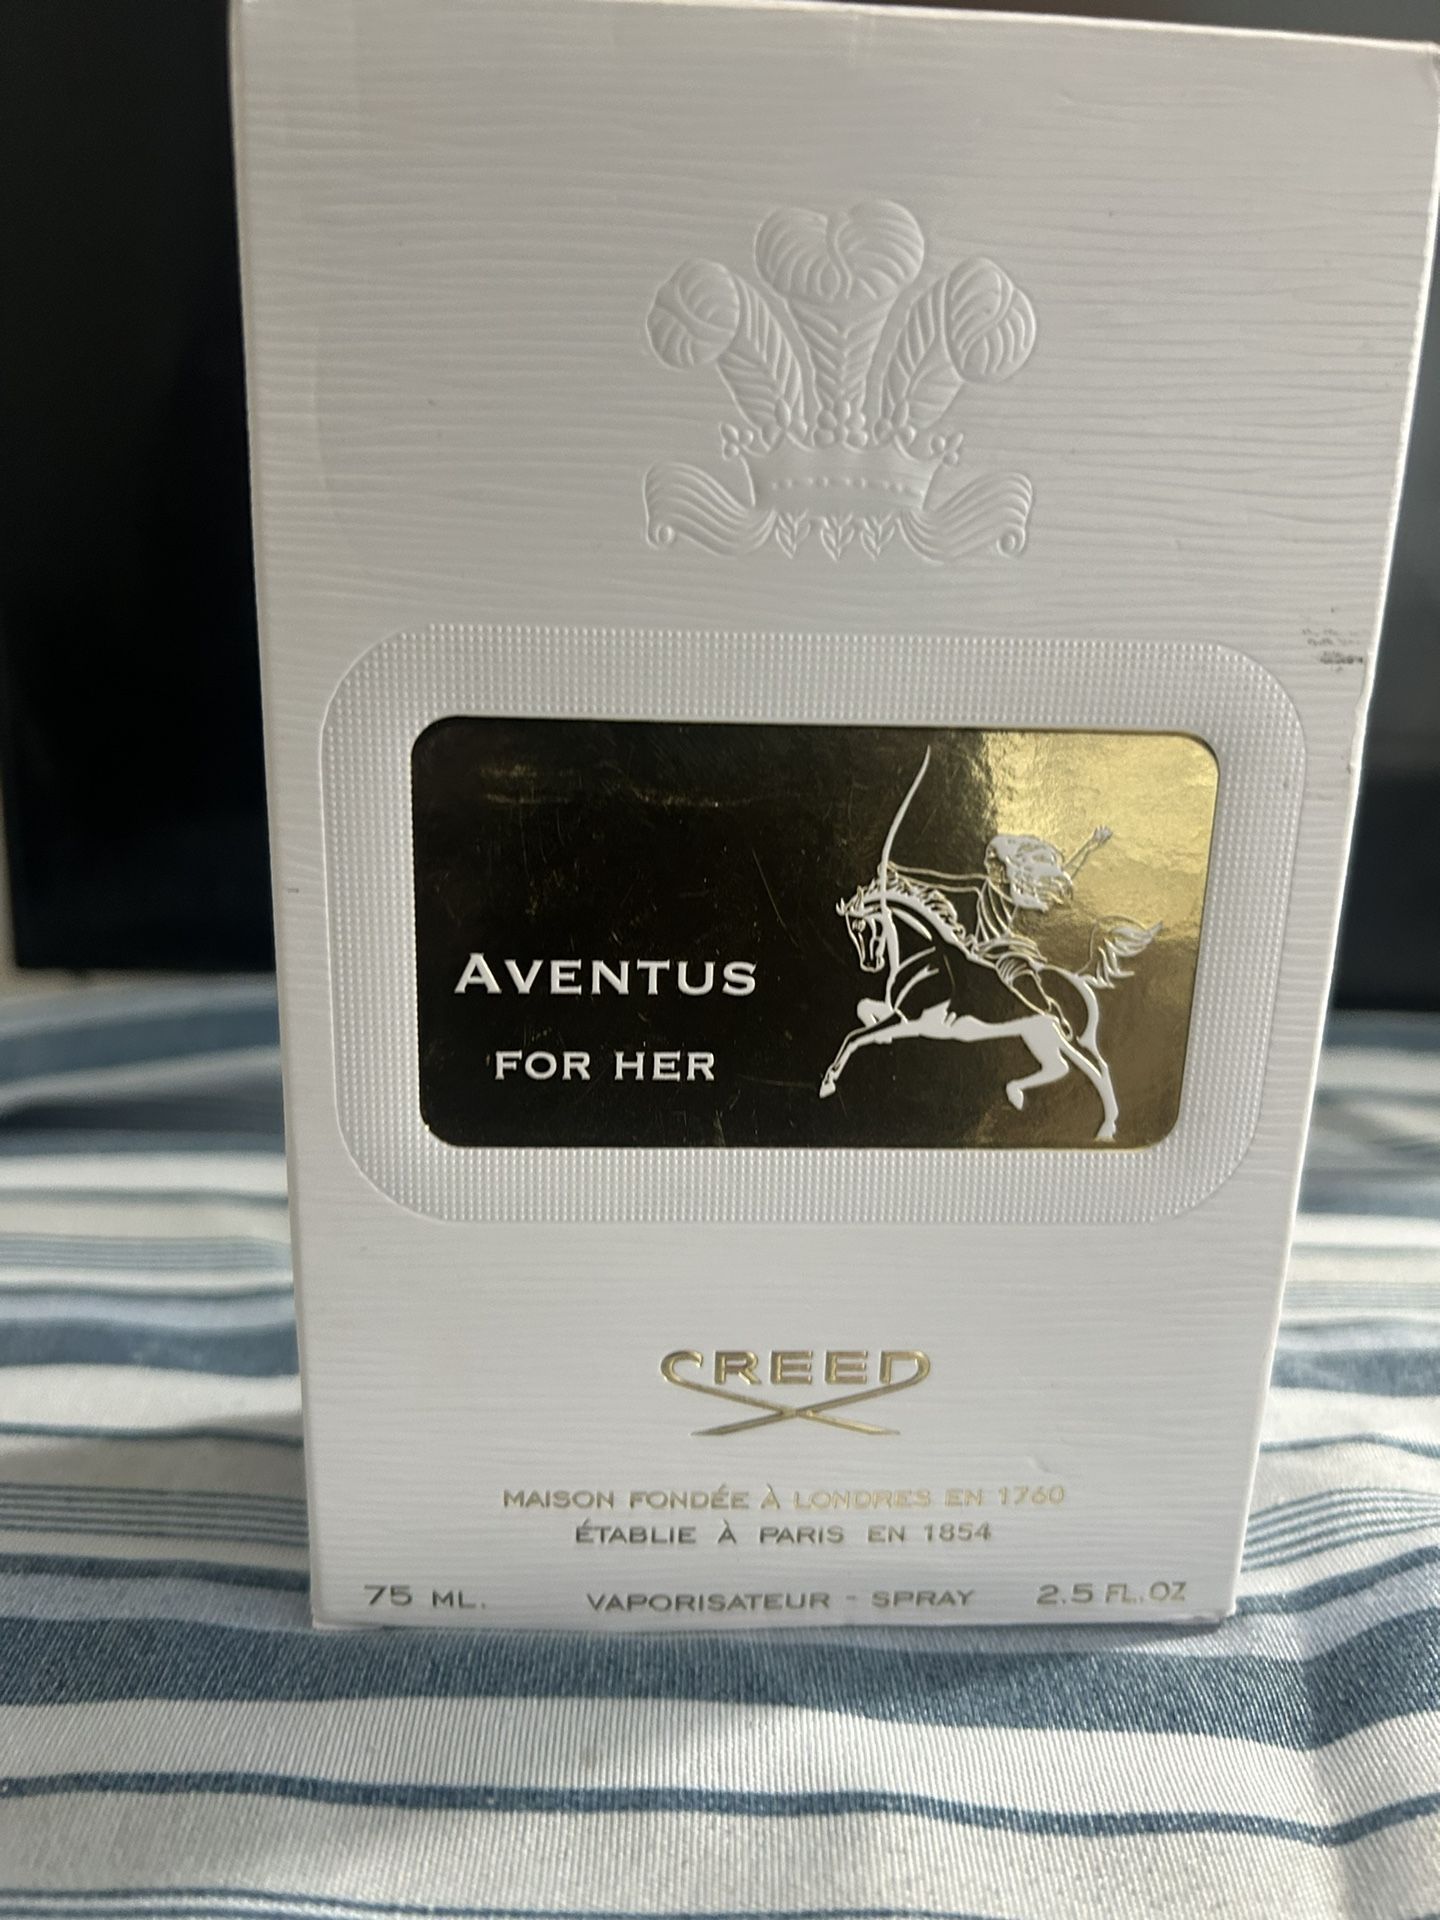 AVENTUS
FOR HER
CREED
MAISON FONDÉE À LONDRES EN 1760
ÉTABLIE À PARIS EN 1854
75 ML. VAPORISATEUR - SPRAY 2.5 FL.OZ